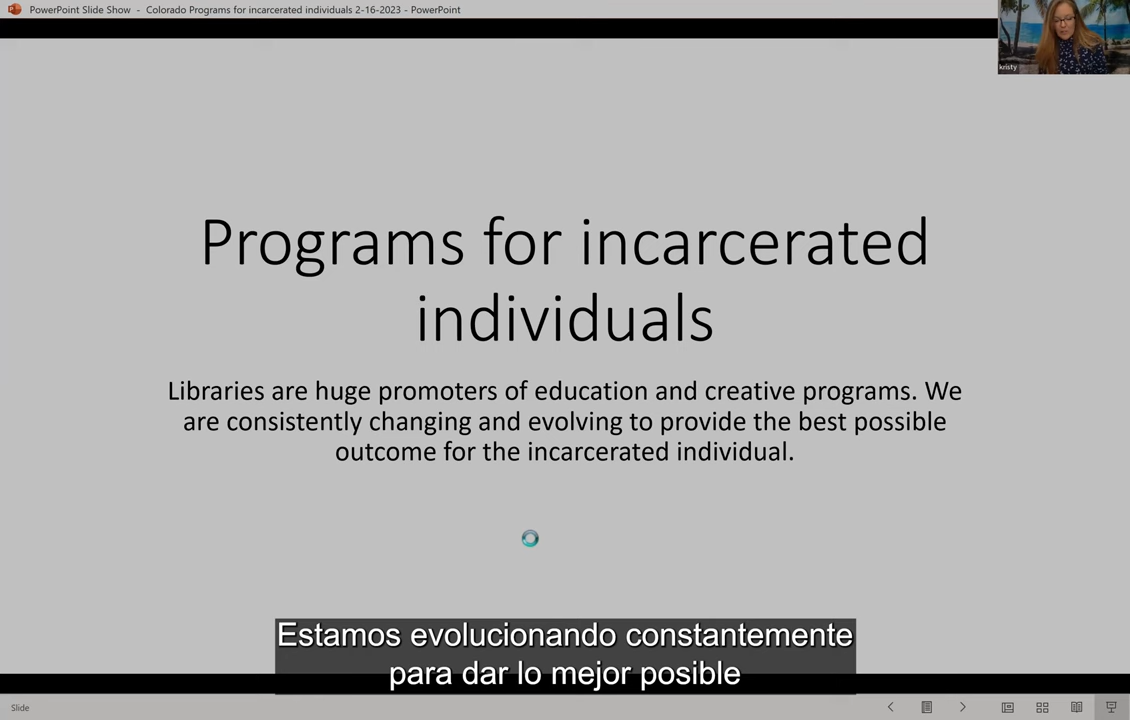 PowerPoint Slide Show - Colorado Programs for incarcerated individuals 2-16-2023 - PowerPoint
kristy
Programs for incarcerated
individuals
Libraries are huge promoters of education and creative programs. We
are consistently changing and evolving to provide the best possible
outcome for the incarcerated individual.
Estamos evolucionando constantemente
para dar lo mejor posible
Slide